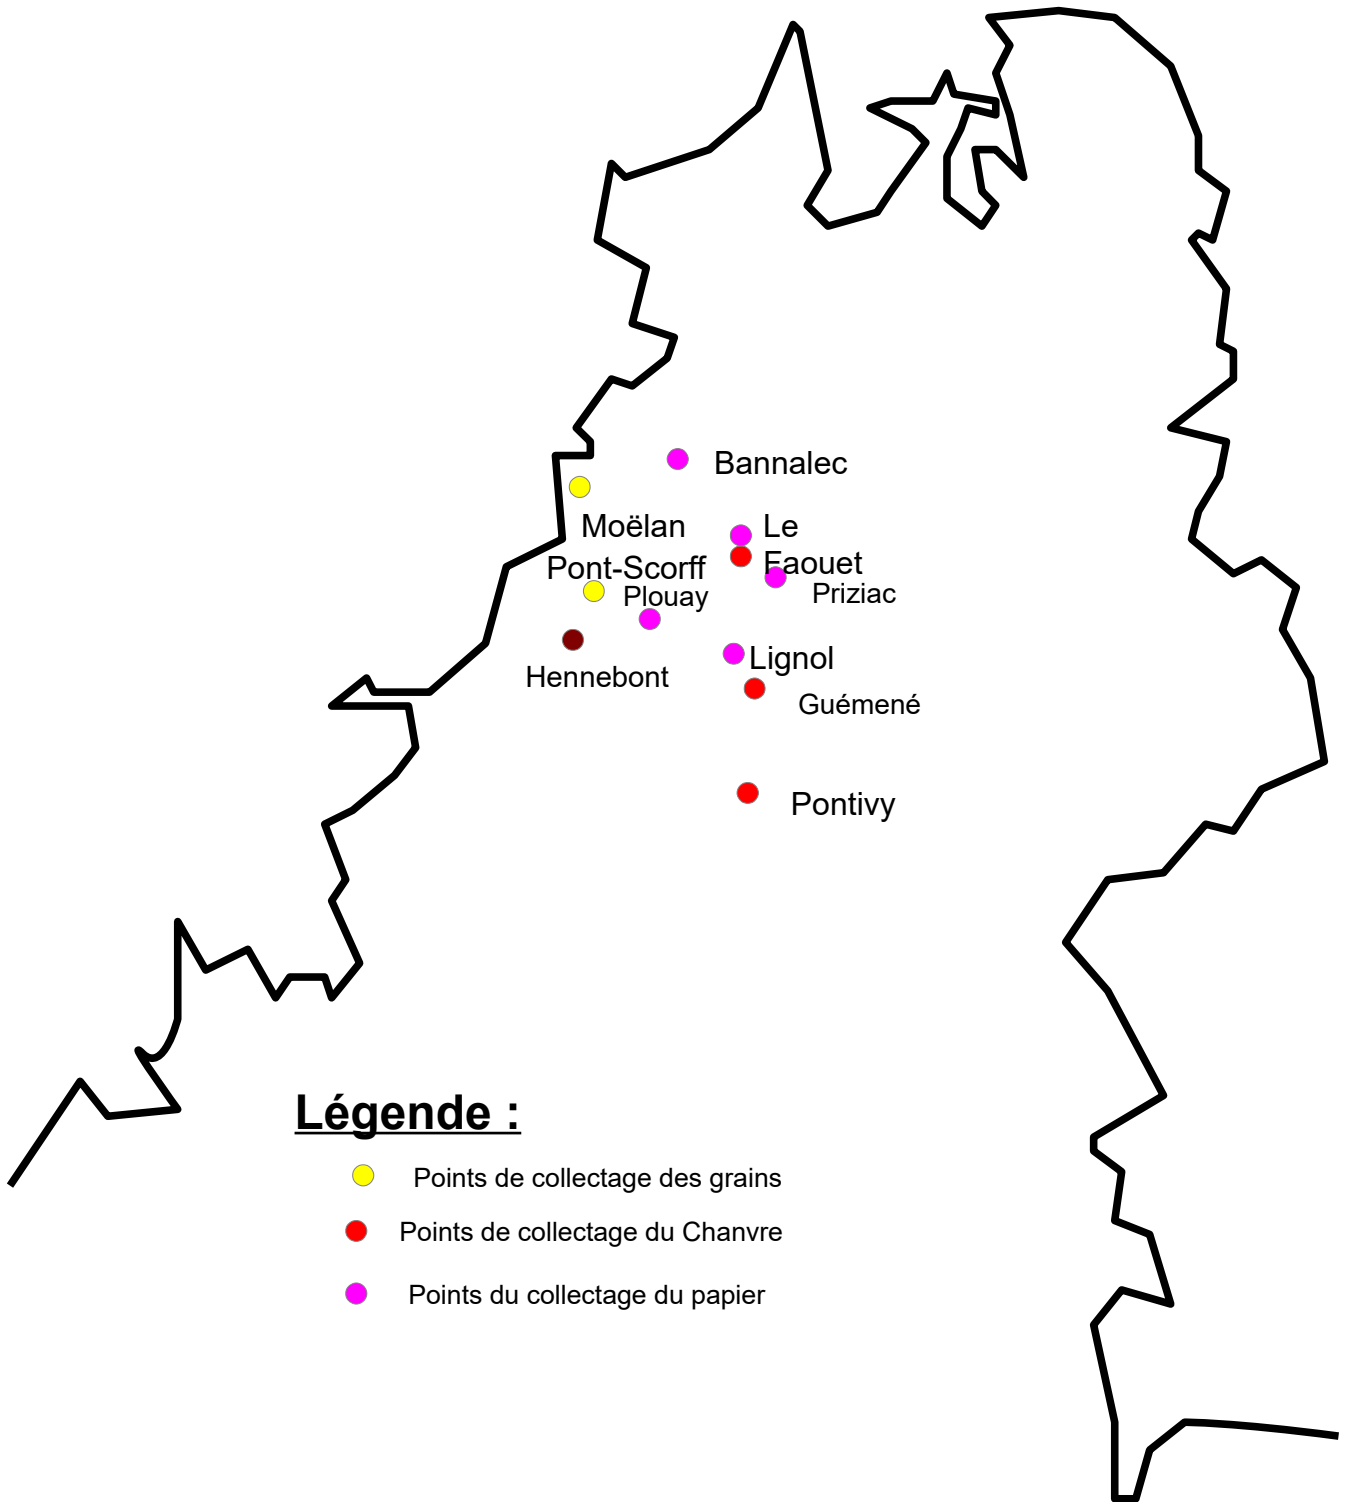 Bannalec
Moëlan
Le
Faouet
Pont-Scorff
Plouay
Priziac
Lignol
Hennebont
Guémené
Pontivy
Légende :
Points de collectage des grains
Points de collectage du Chanvre
Points du collectage du papier